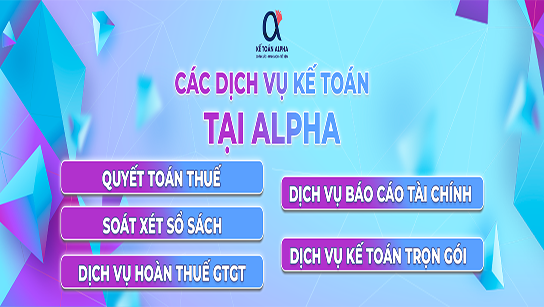 KẾ TOÁN ALPHA
CÁC DỊCH VỤ KẾ TOÁN
TẠI ALPHA
QUYẾT TOÁN THUẾ
SOÁT XÉT SỔ SÁCH
DỊCH VỤ HOÀN THUẾ GTGT
DỊCH VỤ BÁO CÁO TÀI CHÍNH
DỊCH VỤ KẾ TOÁN TRỌN GÓI